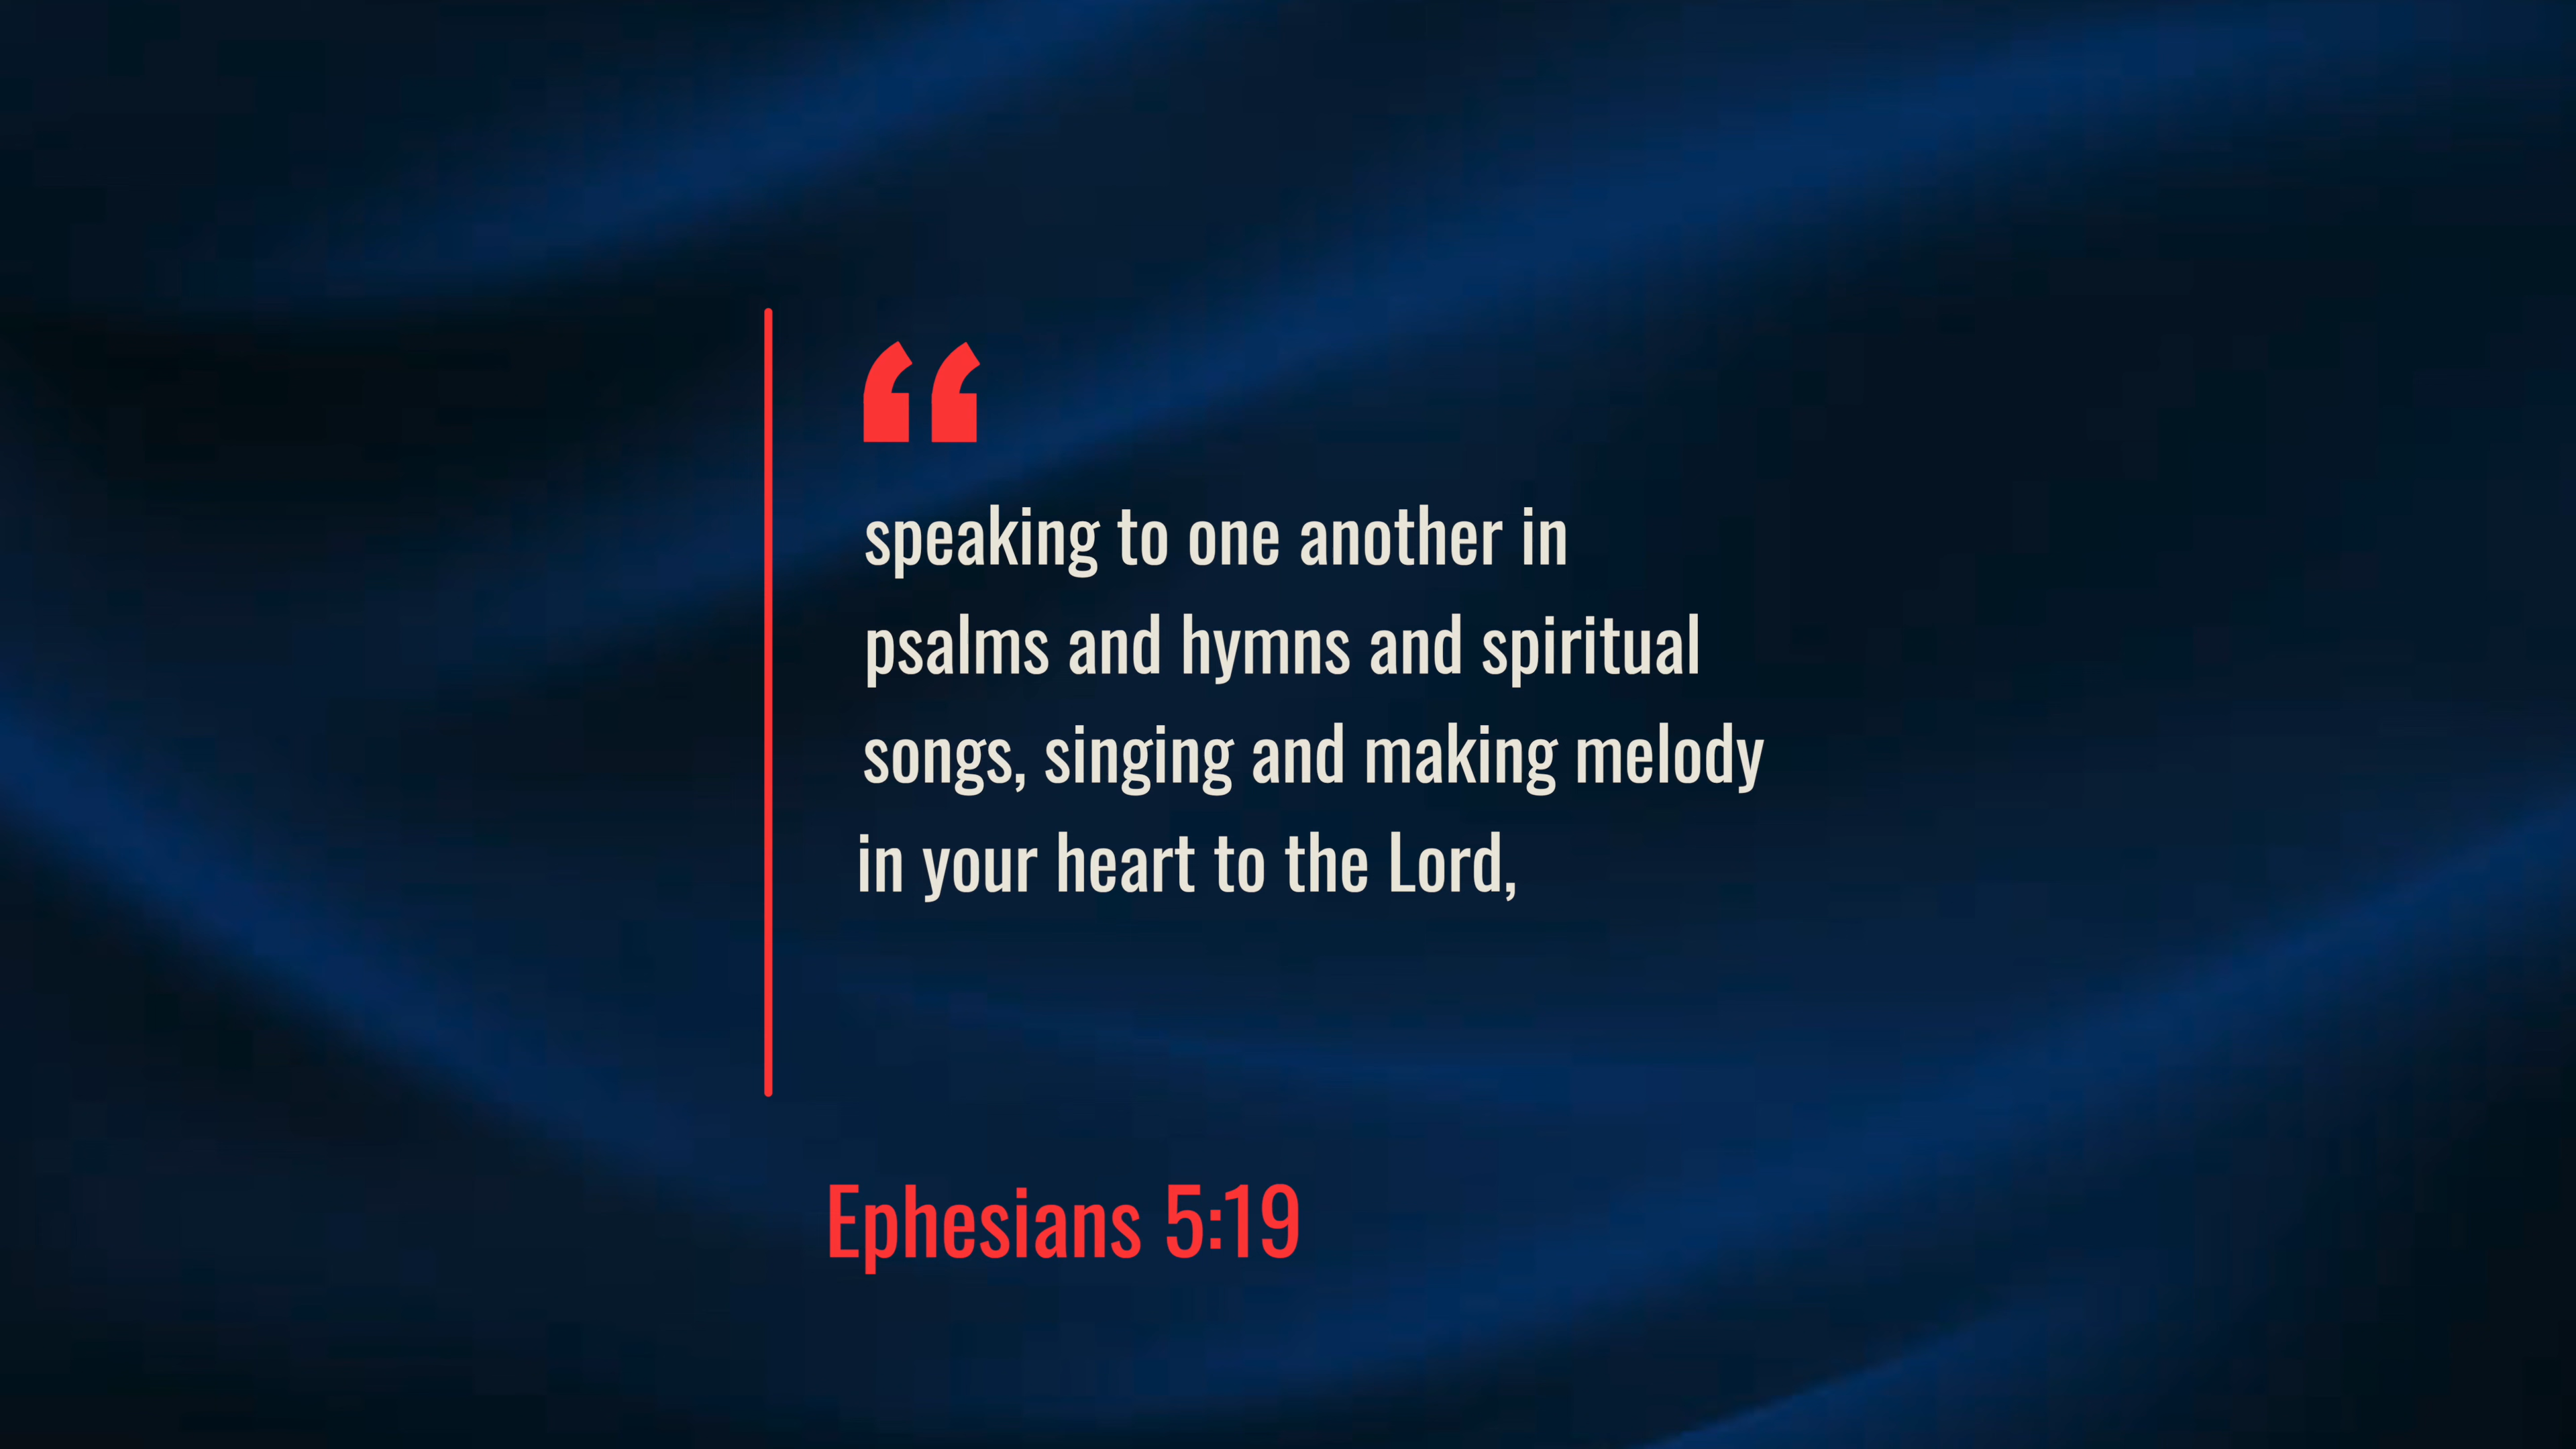 “
speaking to one another in
psalms and hymns and spiritual
songs, singing and making melody
in your heart to the Lord,
Ephesians 5:19